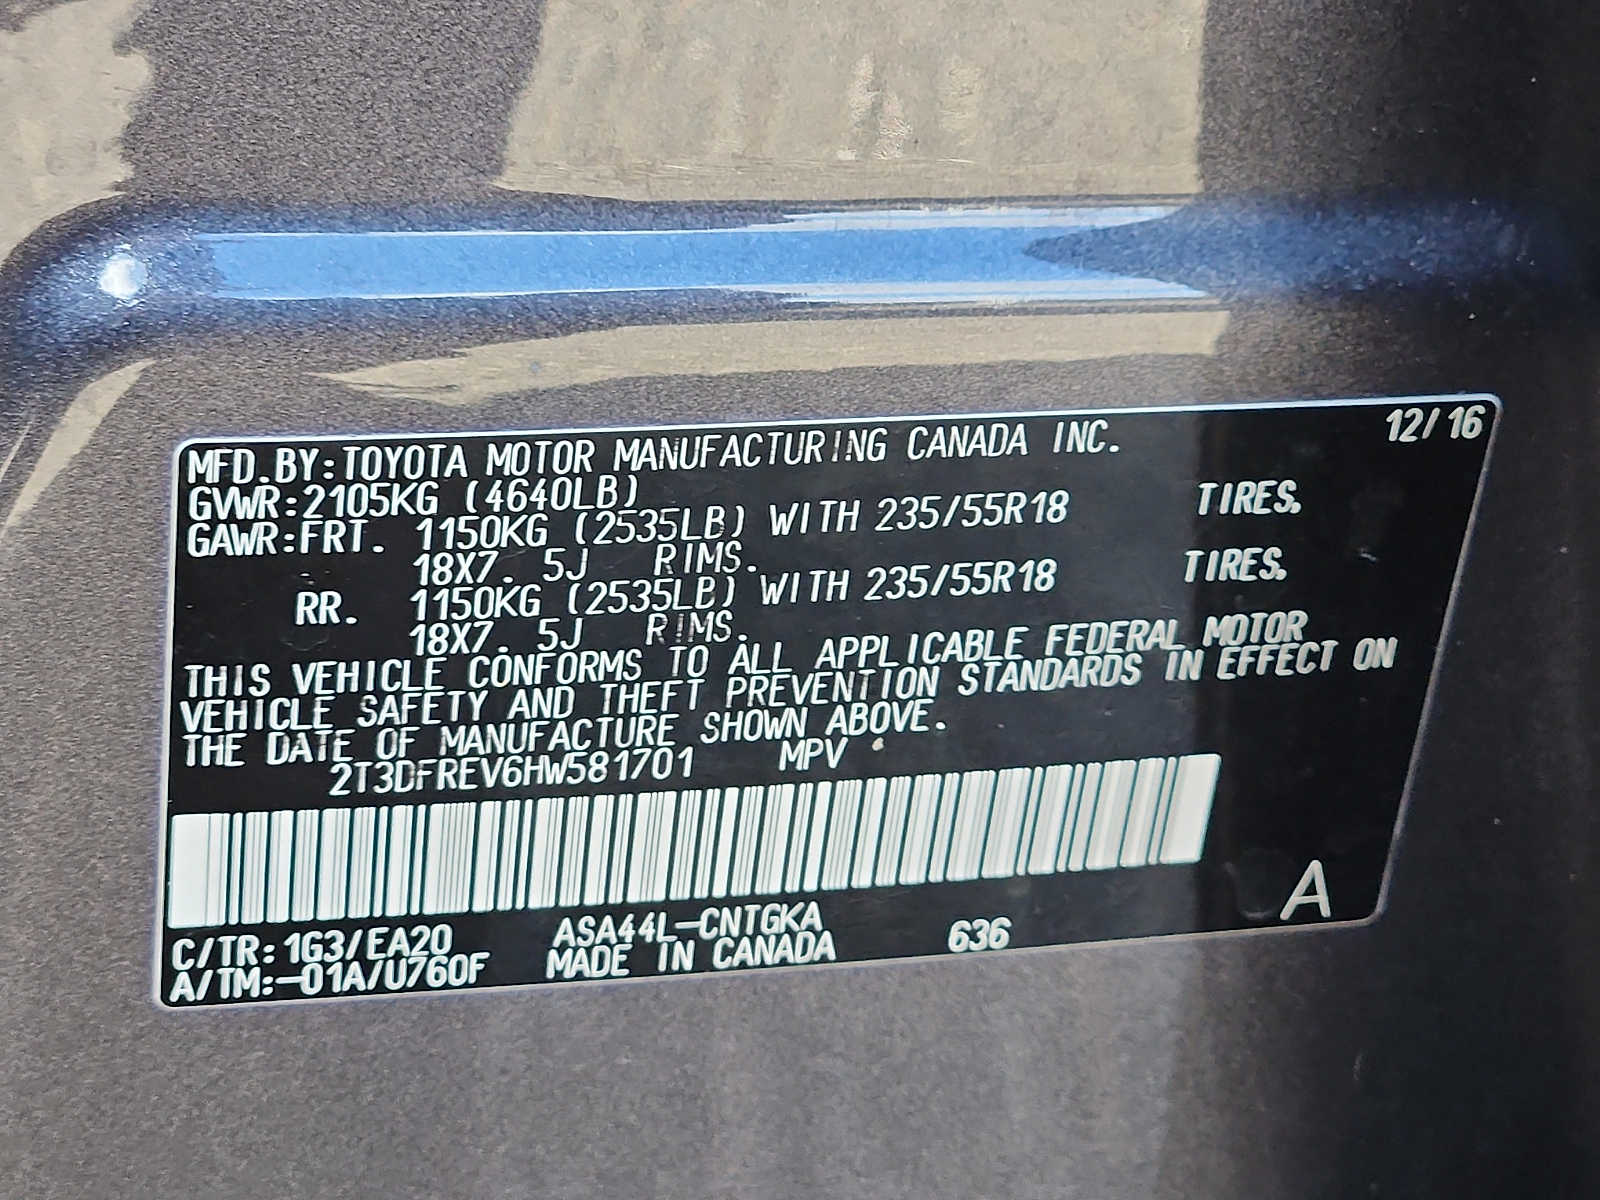 12/16
MFD.BY:TOYOTA MOTOR MANUFACTURING CANADA INC.
GVWR:2105KG (4640LB)
GAWR:FRT. 1150KG (2535LB) WITH 235/55R18 TIRES.
18X7. 5J RIMS.
RR. 1150KG (2535LB) WITH 235/55R18 TIRES.
18X7. 5J RIMS.
THIS VEHICLE CONFORMS TO ALL APPLICABLE FEDERAL MOTOR
VEHICLE SAFETY AND THEFT PREVENTION STANDARDS IN EFFECT ON
THE DATE OF MANUFACTURE SHOWN ABOVE.
2T3DFREV6HW581701 MPV
A
C/TR:1G3/EA20 ASA44L-CNTGKA 636
A/TM:-01A/U760F MADE IN CANADA